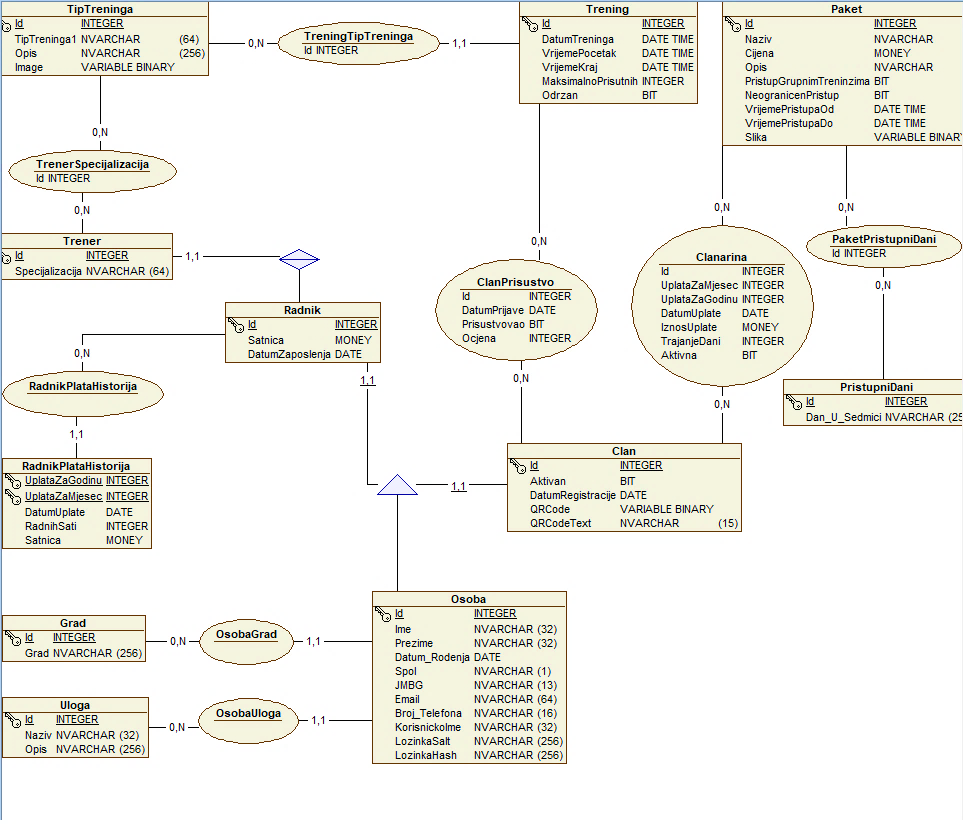 TipTreninga
Id INTEGER
TipTreninga1 NVARCHAR (64)
Opis NVARCHAR (256)
Image VARIABLE BINARY
0,N
TreningTipTreninga
Id INTEGER
1,1
Trening
Id INTEGER
DatumTreninga DATE TIME
VrijemePocetak DATE TIME
VrijemeKraj DATE TIME
MaksimalnoPrisutnih INTEGER
Odrzan BIT
Paket
Id INTEGER
Naziv NVARCHAR
Cijena MONEY
Opis NVARCHAR
PristupGrupnimTreninzima BIT
NeogranicenPristup BIT
VrijemePristupaOd DATE TIME
VrijemePristupaDo DATE TIME
Slika VARIABLE BINARY
0,N
TrenerSpecijalizacija
Id INTEGER
0,N
Trener
Id INTEGER
Specijalizacija NVARCHAR (64)
1,1
0,N
ClanPrisustvo
Id INTEGER
DatumPrijave DATE
Prisustvovao BIT
Ocjena INTEGER
0,N
0,N
Clanarina
Id INTEGER
UplataZaMjesec INTEGER
UplataZaGodinu INTEGER
DatumUplate DATE
IznosUplate MONEY
TrajanjeDani INTEGER
Aktivna BIT
0,N
0,N
PaketPristupniDani
Id INTEGER
0,N
PristupniDani
Id INTEGER
Dan_U_Sedmici NVARCHAR (25
Radnik
Id INTEGER
Satnica MONEY
DatumZaposlenja DATE
0,N
RadnikPlataHistorija
1,1
RadnikPlataHistorija
UplataZaGodinu INTEGER
UplataZaMjesec INTEGER
DatumUplate DATE
RadnihSati INTEGER
Satnica MONEY
1,1
1,1
Clan
Id INTEGER
Aktivan BIT
DatumRegistracije DATE
QRCode VARIABLE BINARY
QRCodeText NVARCHAR (15)
Osoba
Id INTEGER
Ime NVARCHAR (32)
Prezime NVARCHAR (32)
Datum_Rodenja DATE
Spol NVARCHAR (1)
JMBG NVARCHAR (13)
Email NVARCHAR (64)
Broj_Telefona NVARCHAR (16)
KorisnickoIme NVARCHAR (32)
LozinkaSalt NVARCHAR (256)
LozinkaHash NVARCHAR (256)
Grad
Id INTEGER
Grad NVARCHAR (256)
0,N
OsobaGrad
1,1
Uloga
Id INTEGER
Naziv NVARCHAR (32)
Opis NVARCHAR (256)
0,N
OsobaUloga
1,1